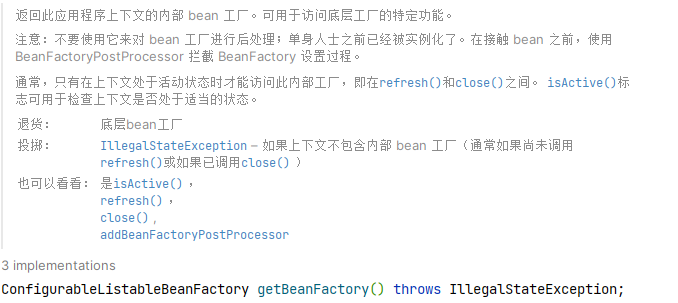 返回此应用程序上下文的内部 bean 工厂。可用于访问底层工厂的特定功能。
注意：不要使用它来对 bean 工厂进行后处理；单身人士之前已经被实例化了。在接触 bean 之前，使用
BeanFactoryPostProcessor 拦截 BeanFactory 设置过程。
通常，只有在上下文处于活动状态时才能访问此内部工厂，即在refresh()和close()之间。 isActive()标
志可用于检查上下文是否处于适当的状态。
退货： 底层bean工厂
投掷： IllegalStateException – 如果上下文不包含内部 bean 工厂（通常如果尚未调用
refresh()或如果已调用close() ）
也可以看看： 是isActive() ，
refresh() ，
close() ，
addBeanFactoryPostProcessor
3 implementations
ConfigurableListableBeanFactory getBeanFactory() throws IllegalStateException;